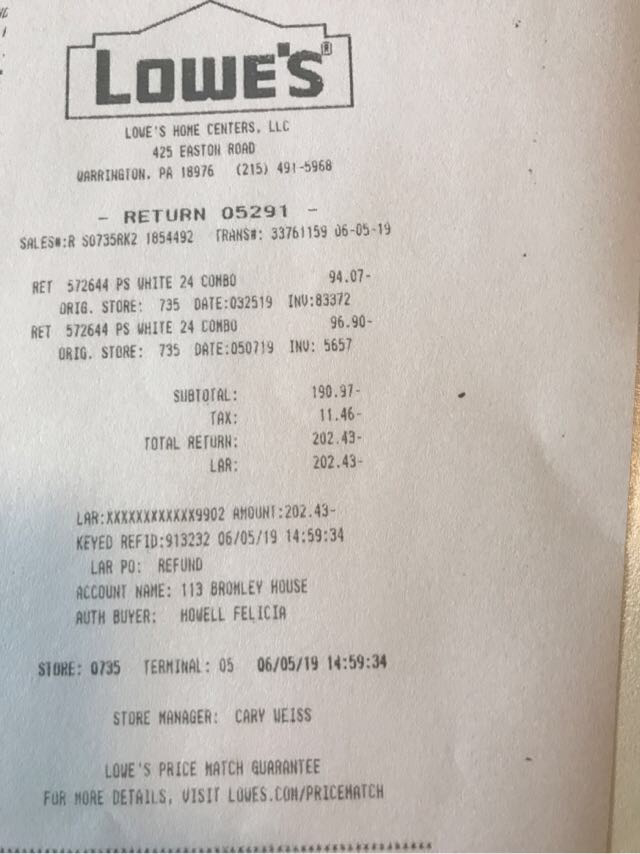 LOWE'S®
LOWE'S HOME CENTERS, LLC
425 EASTON ROAD
WARRINGTON, PA 18976 (215) 491-5968
- RETURN 05291 -
SALES#:R S0735RK2 1854492 TRANS#: 33761159 06-05-19
RET 572644 PS WHITE 24 COMBO 94.07-
ORIG. STORE: 735 DATE:032519 INV:83372
RET 572644 PS WHITE 24 COMBO 96.90-
ORIG. STORE: 735 DATE:050719 INV: 5657
SUBTOTAL: 190.97-
TAX: 11.46-
TOTAL RETURN: 202.43-
LAR: 202.43-
LAR:XXXXXXXXXXXX9902 AMOUNT:202.43-
KEYED REFID:913232 06/05/19 14:59:34
LAR PO: REFUND
ACCOUNT NAME: 113 BROMLEY HOUSE
AUTH BUYER: HOWELL FELICIA
STORE: 0735 TERMINAL: 05 06/05/19 14:59:34
STORE MANAGER: CARY WEISS
LOWE'S PRICE MATCH GUARANTEE
FOR MORE DETAILS, VISIT LOWES.COM/PRICEMATCH